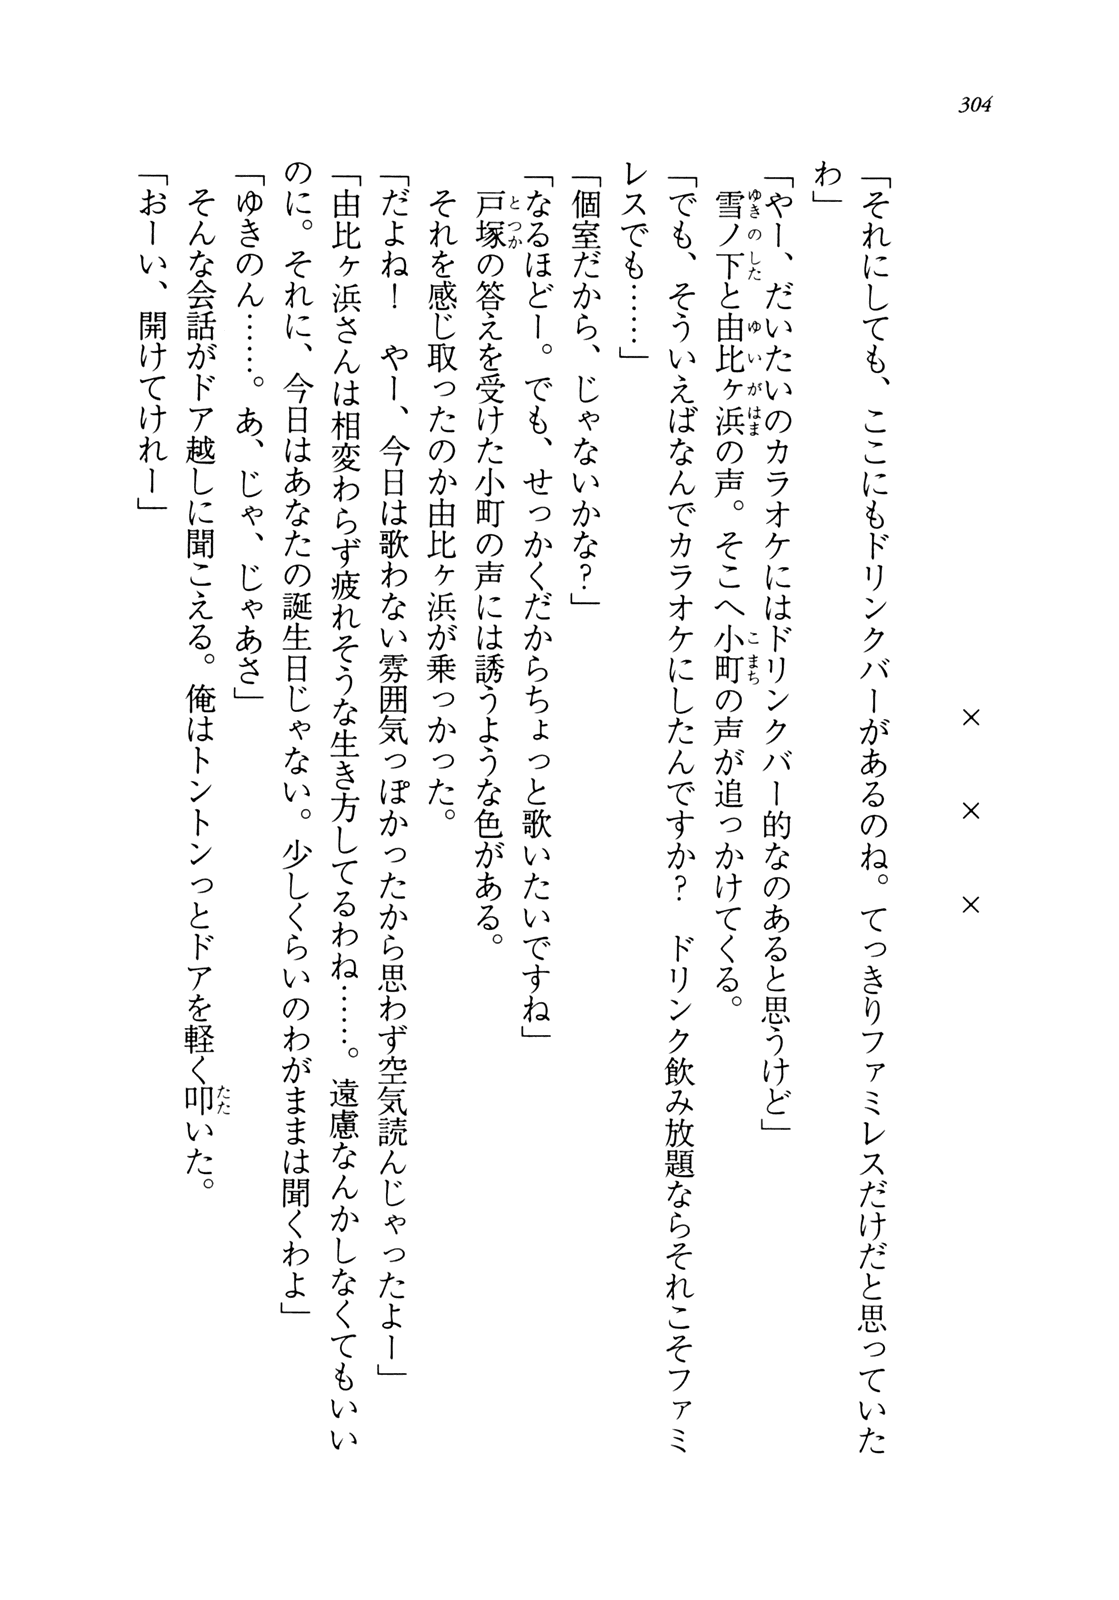 304
× × ×
「それにしても、ここにもドリンクバーがあるのね。てっきりファミレスだけだと思っていた
わ」
「やー、だいたいのカラオケにはドリンクバー的なのあると思うけど」
雪ノ下と由比ヶ浜の声。そこへ小町の声が追っかけてくる。
「でも、そういえばなんでカラオケにしたんですか？　ドリンク飲み放題ならそれこそファミ
レスでも……」
「個室だから、じゃないかな？」
「なるほどー。でも、せっかくだからちょっと歌いたいですね」
戸塚の答えを受けた小町の声には誘うような色がある。
それを感じ取ったのか由比ヶ浜が乗っかった。
「だよね！　やー、今日は歌わない雰囲気っぽかったから思わず空気読んじゃったよー」
「由比ヶ浜さんは相変わらず疲れそうな生き方してるわね……。遠慮なんかしなくてもいい
のに。それに、今日はあなたの誕生日じゃない。少しくらいのわがままは聞くわよ」
「ゆきのん……。あ、じゃ、じゃあさ」
そんな会話がドア越しに聞こえる。俺はトントンっとドアを軽く叩いた。
「おーい、開けてけれー」